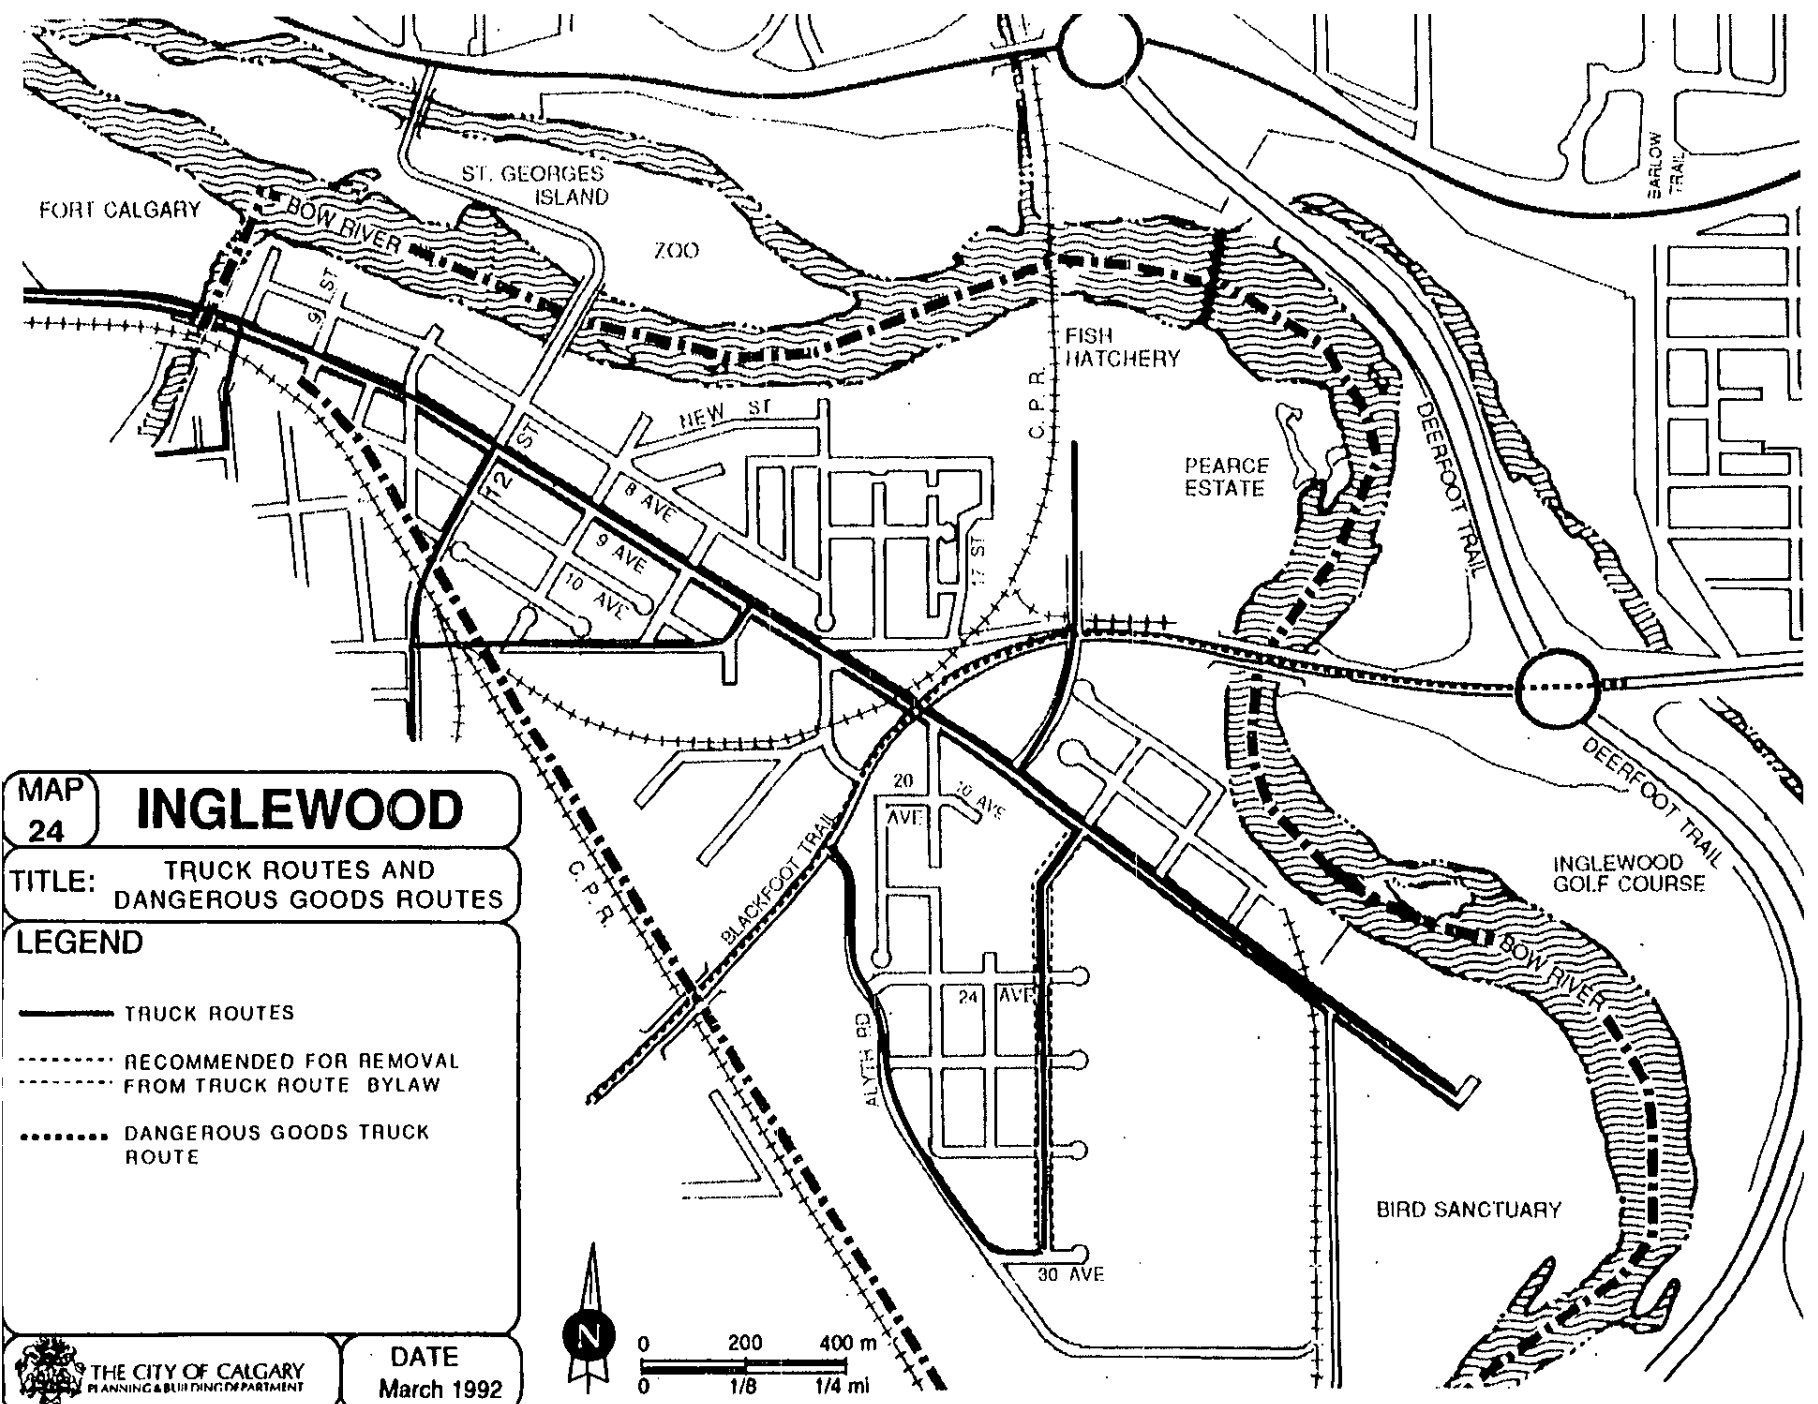 BARLOW
TRAIL
ST. GEORGES
ISLAND
FORT CALGARY
BOW RIVER
ZOO
9 ST
FISH
HATCHERY
C. P. R.
NEW ST
DEERFOOT TRAIL
12 ST
PEARCE
ESTATE
8 AVE
9 AVE
17 ST
10 AVE
DEERFOOT TRAIL
MAP
24
INGLEWOOD
20
AVE
20 AVE
TITLE: TRUCK ROUTES AND
DANGEROUS GOODS ROUTES
C. P. R.
BLACKFOOT TRAIL
INGLEWOOD
GOLF COURSE
LEGEND
BOW RIVER
24 AVE
TRUCK ROUTES
ALYTH RD
RECOMMENDED FOR REMOVAL
FROM TRUCK ROUTE BYLAW
DANGEROUS GOODS TRUCK
ROUTE
BIRD SANCTUARY
30 AVE
N
0 200 400 m
0 1/8 1/4 mi
THE CITY OF CALGARY
PLANNING & BUILDING DEPARTMENT
DATE
March 1992